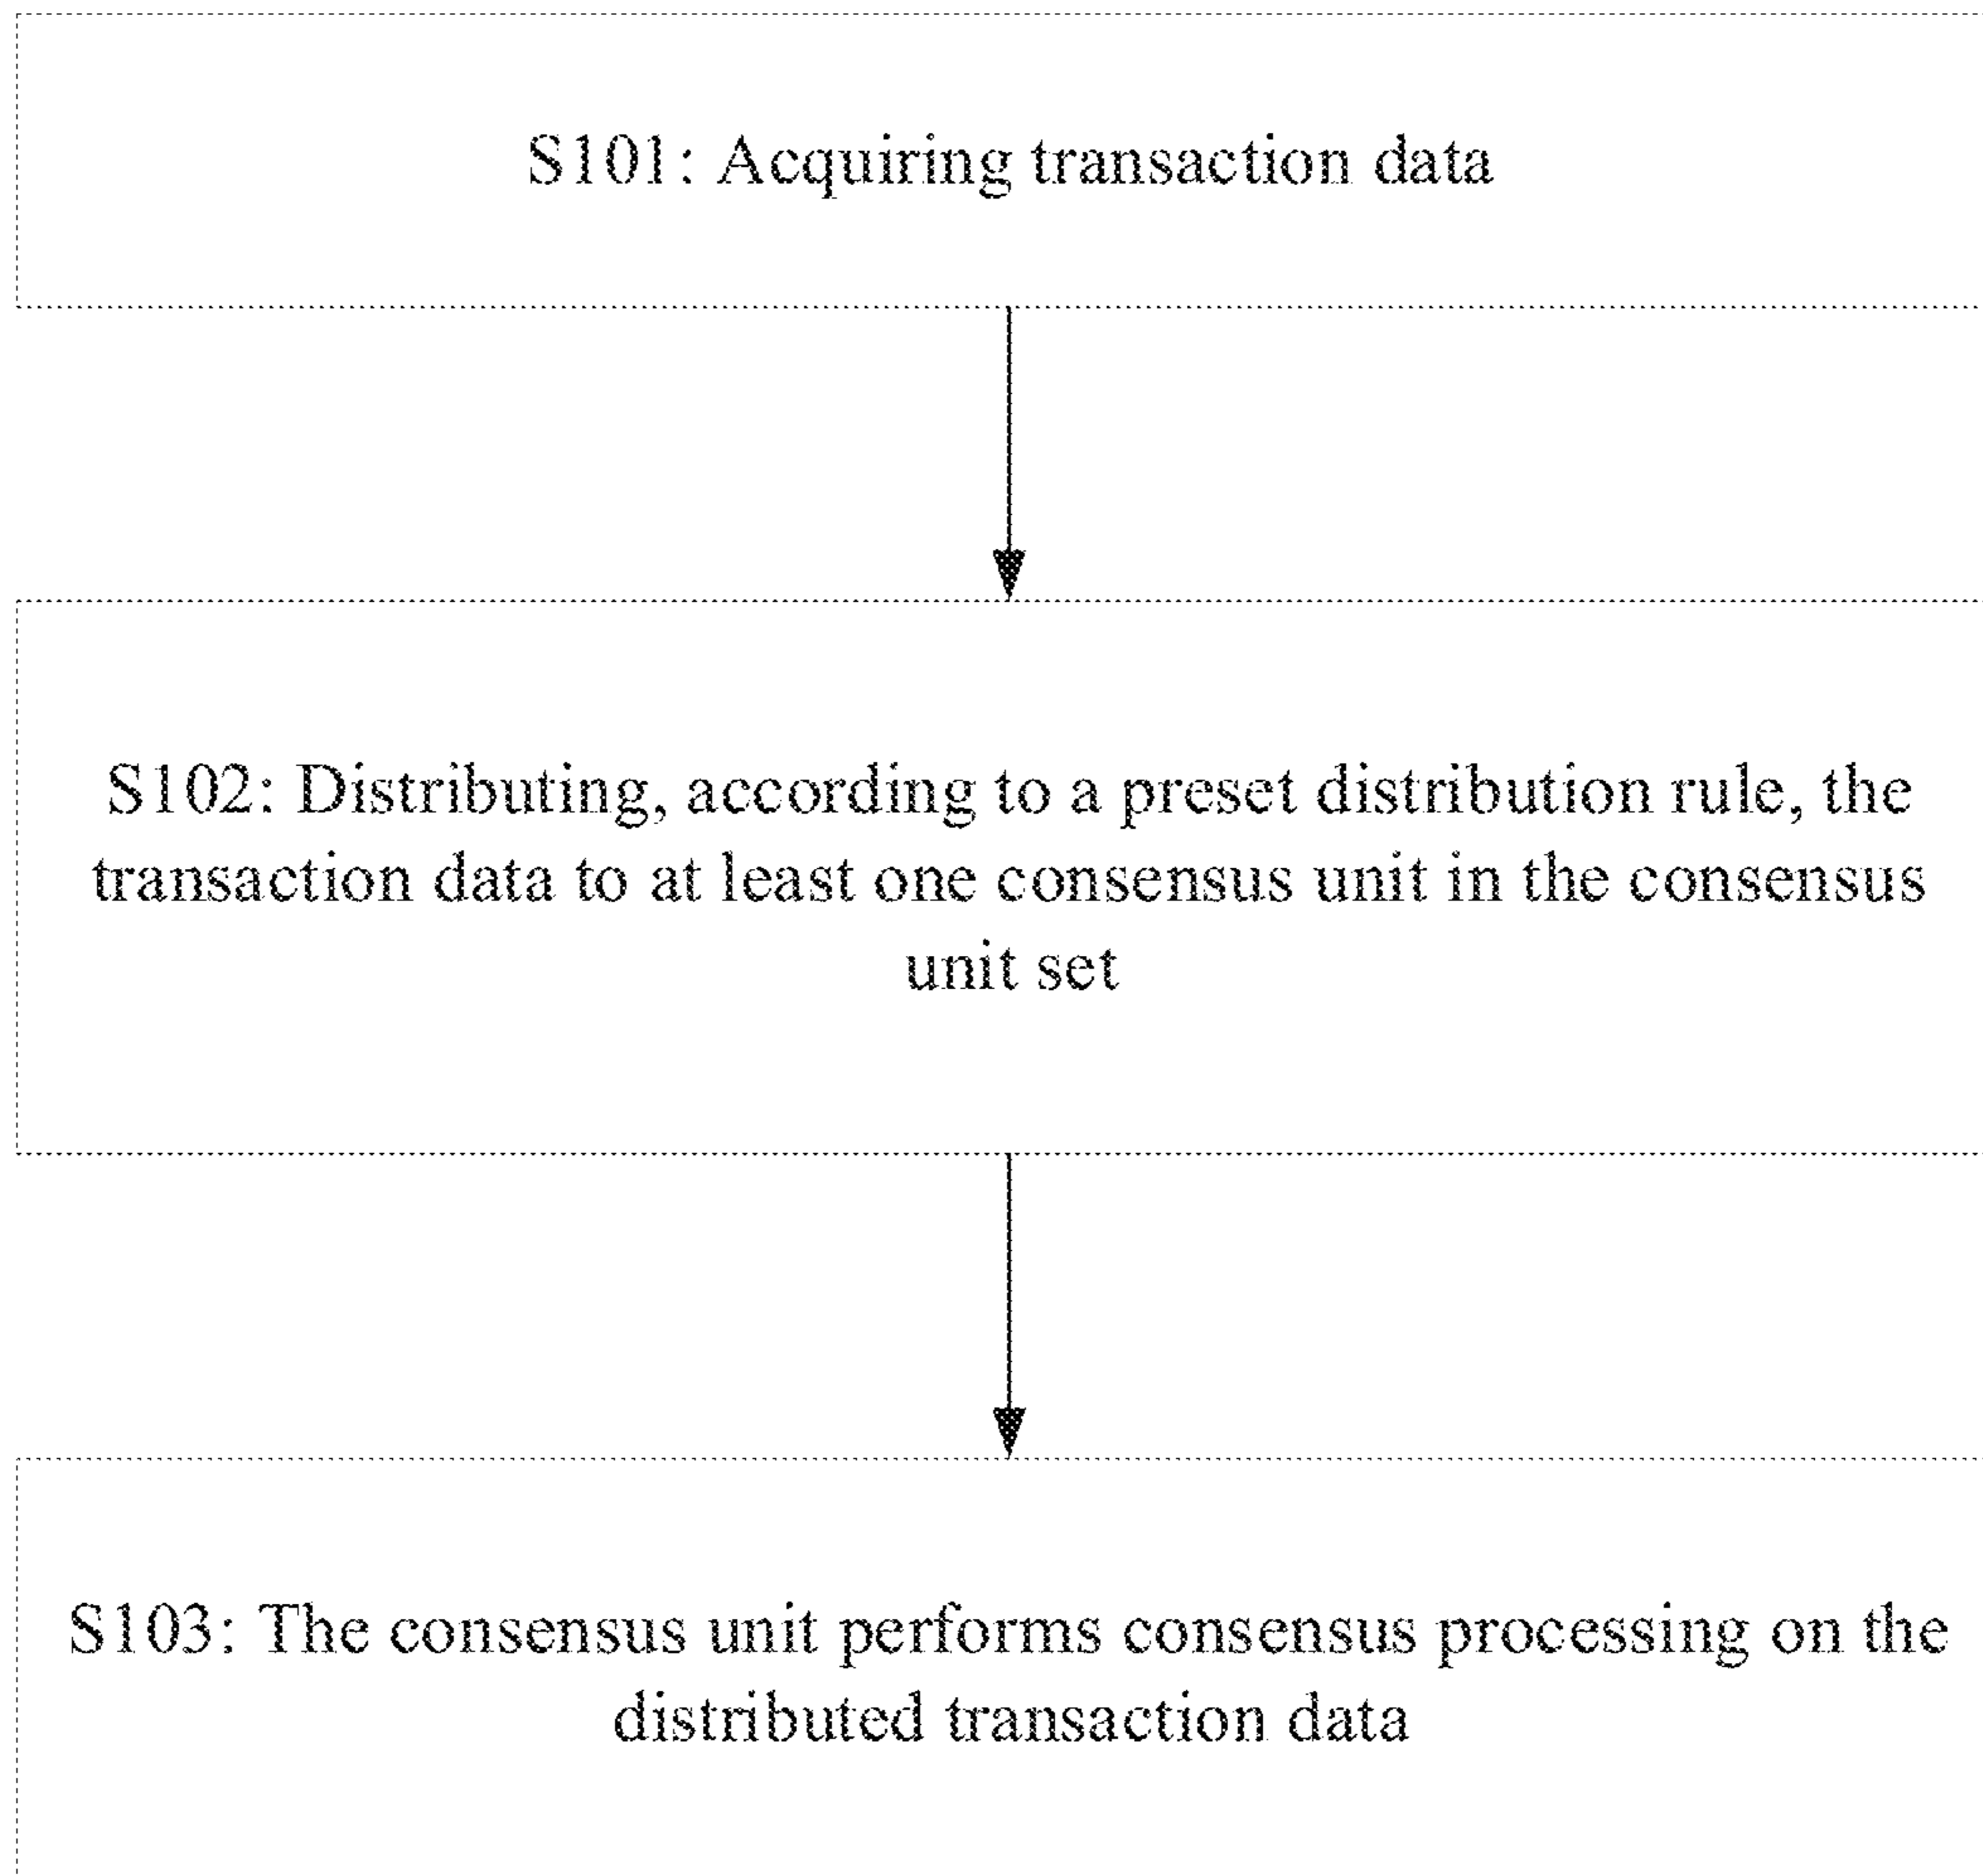 S101: Acquiring transaction data
S102: Distributing, according to a preset distribution rule, the
transaction data to at least one consensus unit in the consensus
unit set
S103: The consensus unit performs consensus processing on the
distributed transaction data